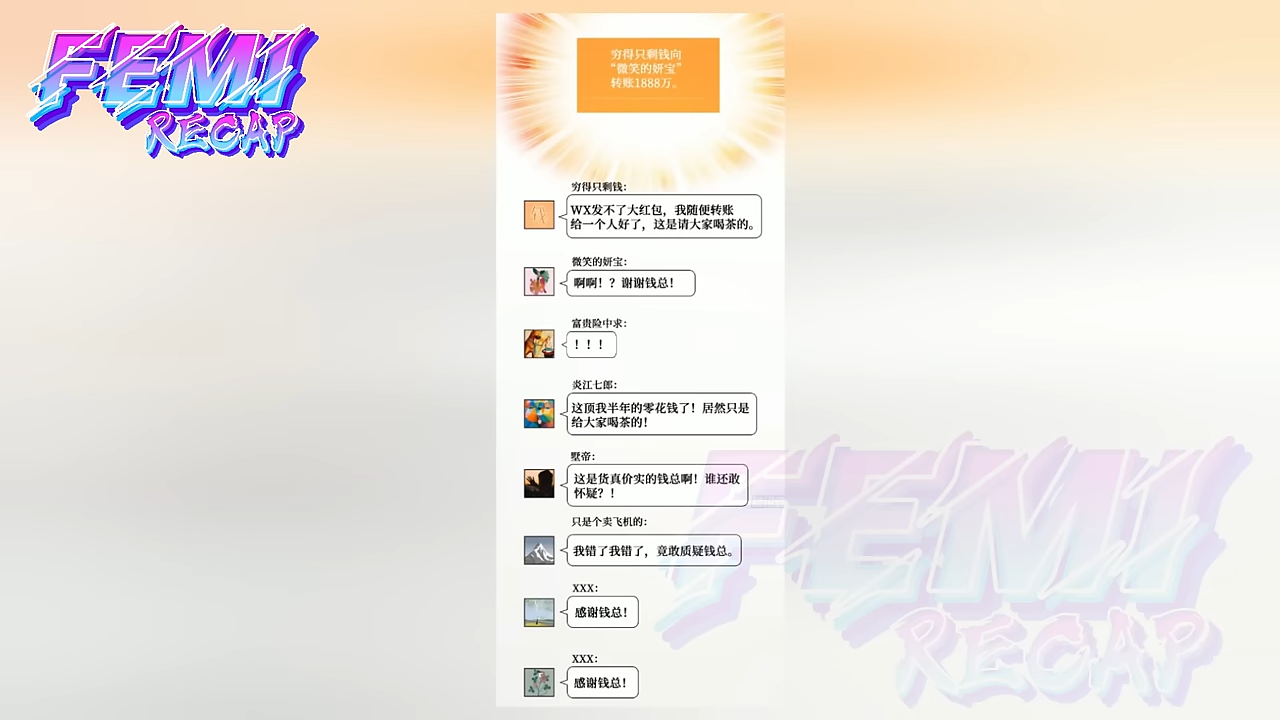 FEMI
RECAP
穷得只剩钱向
“微笑的妍宝”
转账1888万。
穷得只剩钱：
WX发不了大红包，我随便转账
给一个人好了，这是请大家喝茶的。
微笑的妍宝：
啊啊！？谢谢钱总！
富贵险中求：
！！！
炎江七郎：
这顶我半年的零花钱了！居然只是
给大家喝茶的！
墅帝：
这是货真价实的钱总啊！谁还敢
怀疑？！
只是个卖飞机的：
我错了我错了，竟敢质疑钱总。
XXX：
感谢钱总！
XXX：
感谢钱总！
FEMI
RECAP